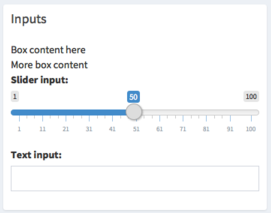 Inputs
Box content here
More box content
Slider input:
1 50 100
1 11 21 31 41 51 61 71 81 91 100
Text input: